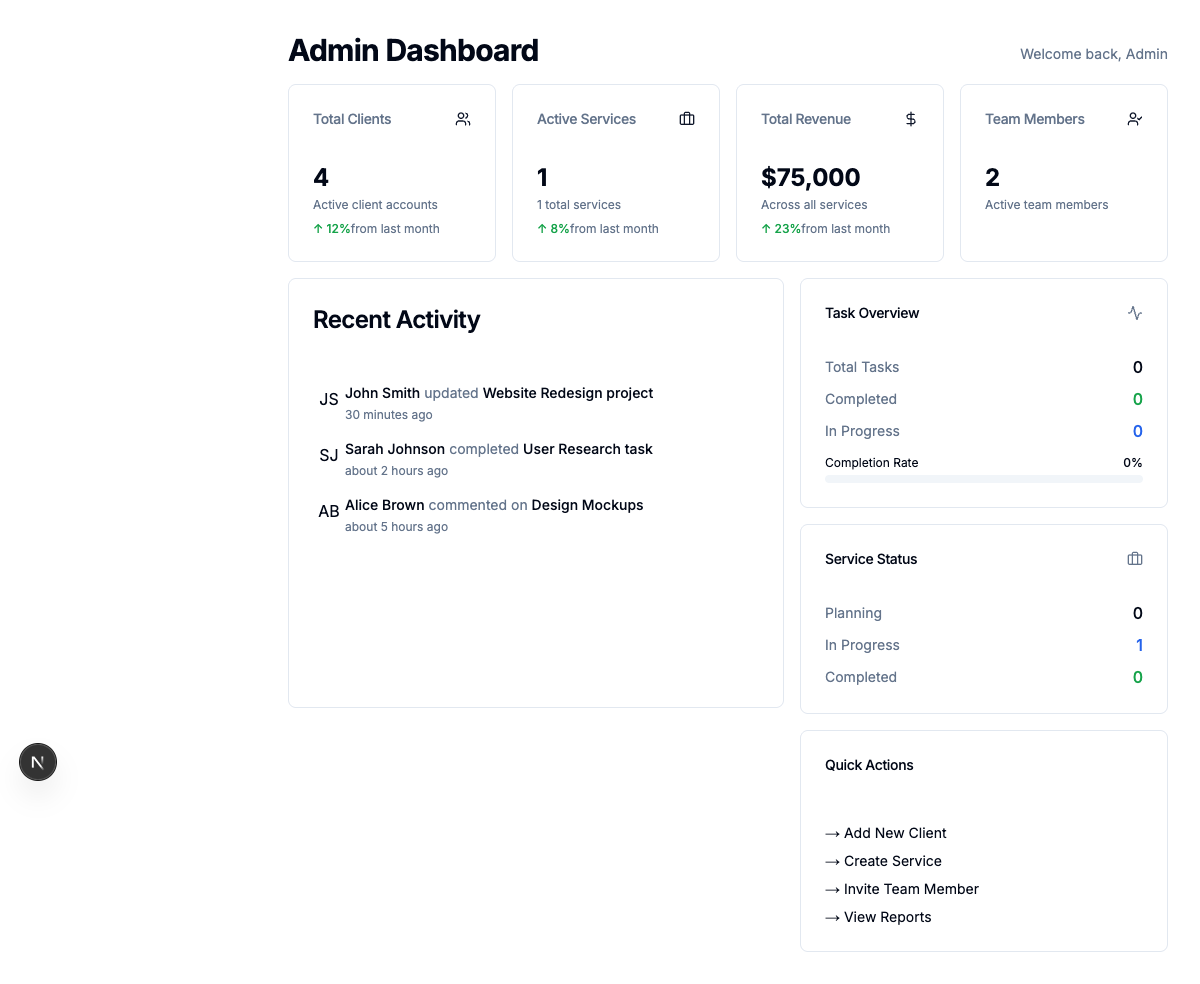 Admin Dashboard
Welcome back, Admin
Total Clients
4
Active client accounts
↑ 12%from last month
Active Services
1
1 total services
↑ 8%from last month
Total Revenue
$75,000
Across all services
↑ 23%from last month
Team Members
2
Active team members
Recent Activity
JS John Smith updated Website Redesign project
30 minutes ago
SJ Sarah Johnson completed User Research task
about 2 hours ago
AB Alice Brown commented on Design Mockups
about 5 hours ago
Task Overview
Total Tasks 0
Completed 0
In Progress 0
Completion Rate 0%
Service Status
Planning 0
In Progress 1
Completed 0
Quick Actions
→ Add New Client
→ Create Service
→ Invite Team Member
→ View Reports
N